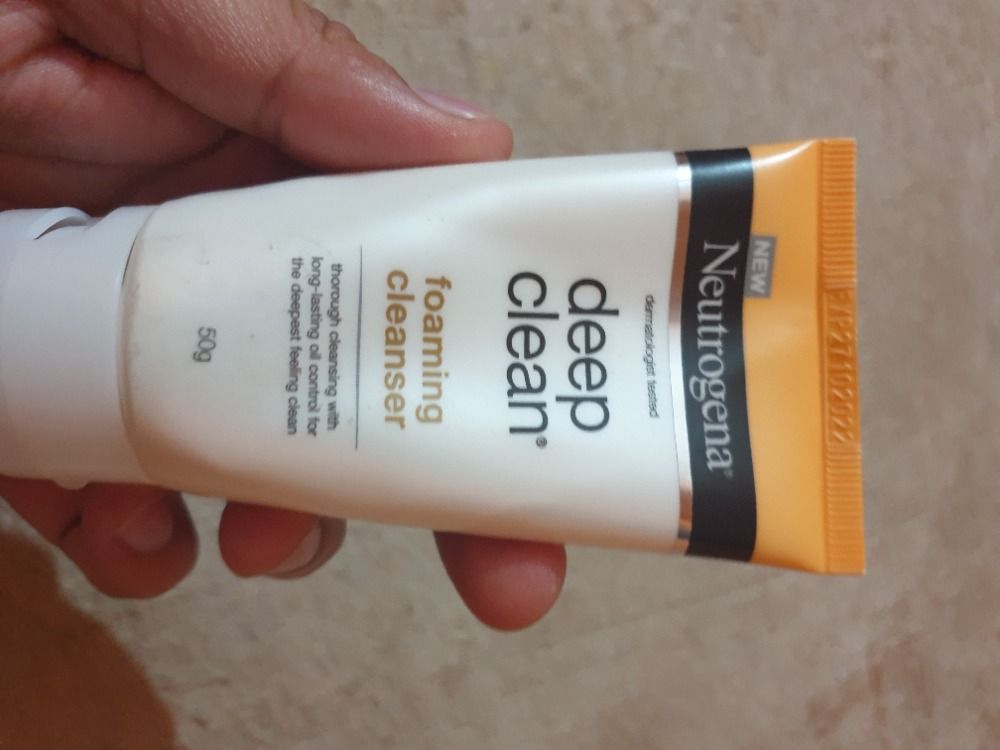 NEW
Neutrogena®
dermatologist tested
deep
clean®
foaming
cleanser
thorough cleansing with
long-lasting oil control for
the deepest feeling clean
50g